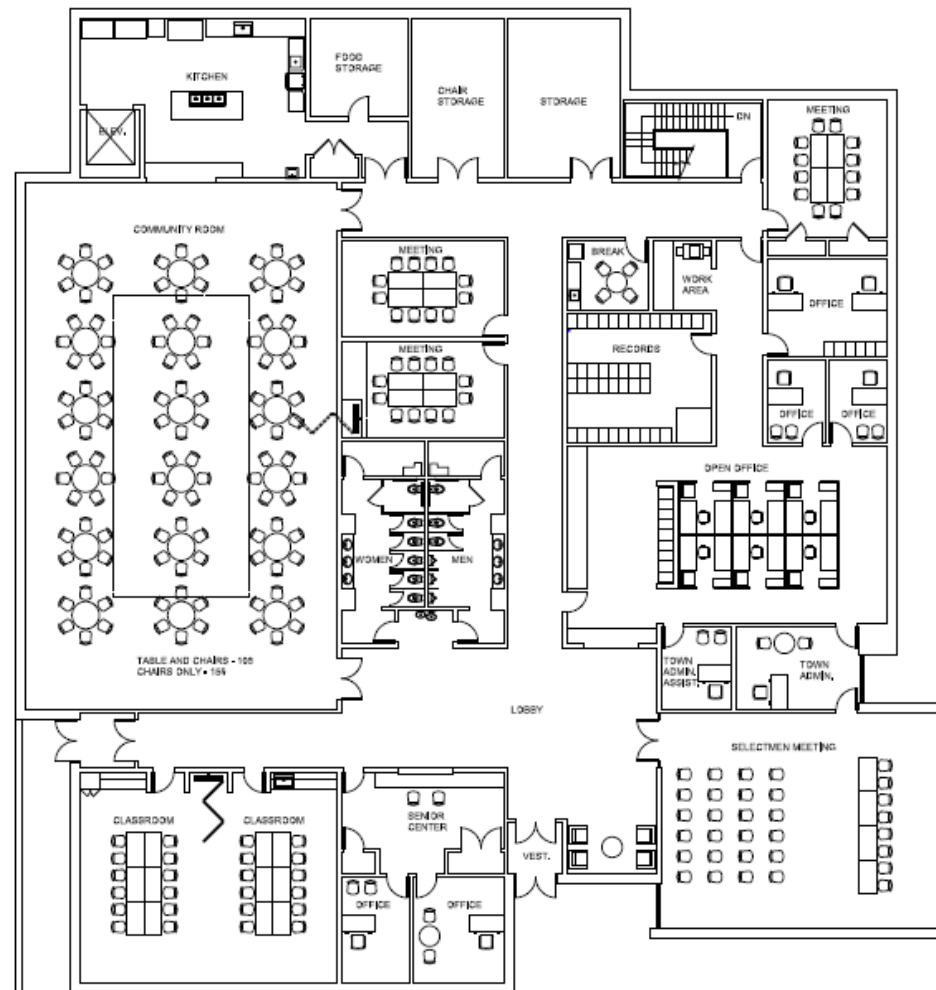 KITCHEN
FOOD
STORAGE
CHAIR
STORAGE
STORAGE
DN
MEETING
ELEV.
COMMUNITY ROOM
MEETING
BREAK
WORK
AREA
OFFICE
MEETING
RECORDS
OFFICE
OFFICE
OPEN OFFICE
WOMEN
MEN
TABLE AND CHAIRS - 108
CHAIRS ONLY -
TOWN
ADMIN.
ASSIST.
TOWN
ADMIN.
LOBBY
SELECTMEN MEETING
CLASSROOM
CLASSROOM
SENIOR
CENTER
VEST.
OFFICE
OFFICE